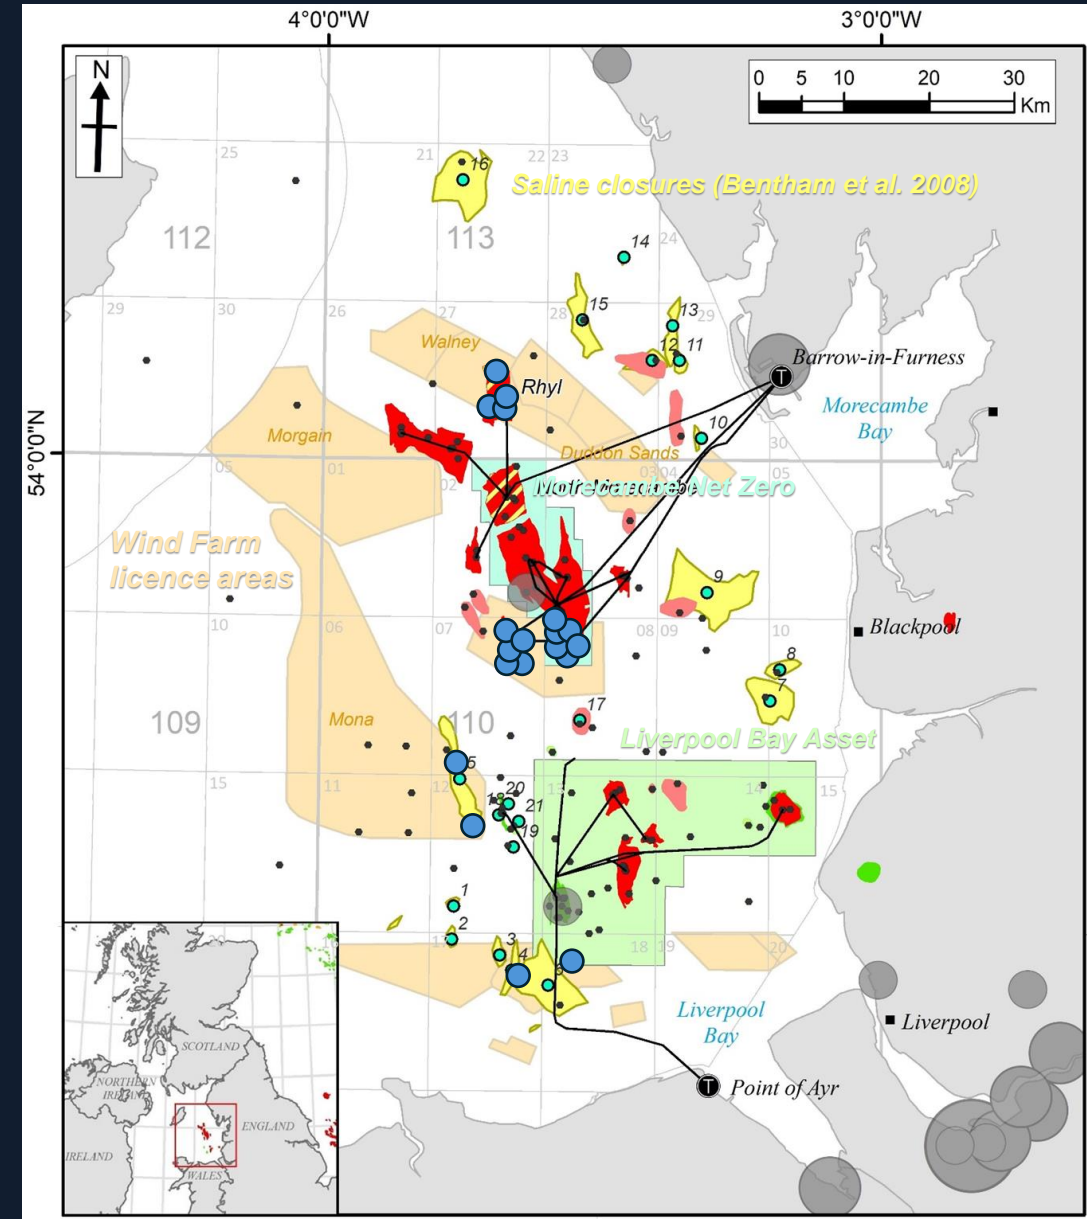 4°0'0"W
3°0'0"W
N
0 5 10 20 30
Km
25
21
22 23
16
Saline closures (Bentham et al. 2008)
112
113
14
24
29
30
26
27
28
15
13
29
Walney
12
11
Barrow-in-Furness
T
Rhyl
Morecambe
Bay
10
Morgain
30
Duddon Sands
54°0'0"N
05
01
02
03 04
05
Morecambe Net Zero
Wind Farm
licence areas
9
10
06
07
08 09
10
Blackpool
8
7
17
109
Mona
110
Liverpool Bay Asset
5
15
11
12
13
14
15
20
18
21
19
1
2
3
4
6
18 19
20
Liverpool
Bay
Liverpool
T
Point of Ayr
SCOTLAND
NORTHERN
IRELAND
ENGLAND
IRELAND
WALES